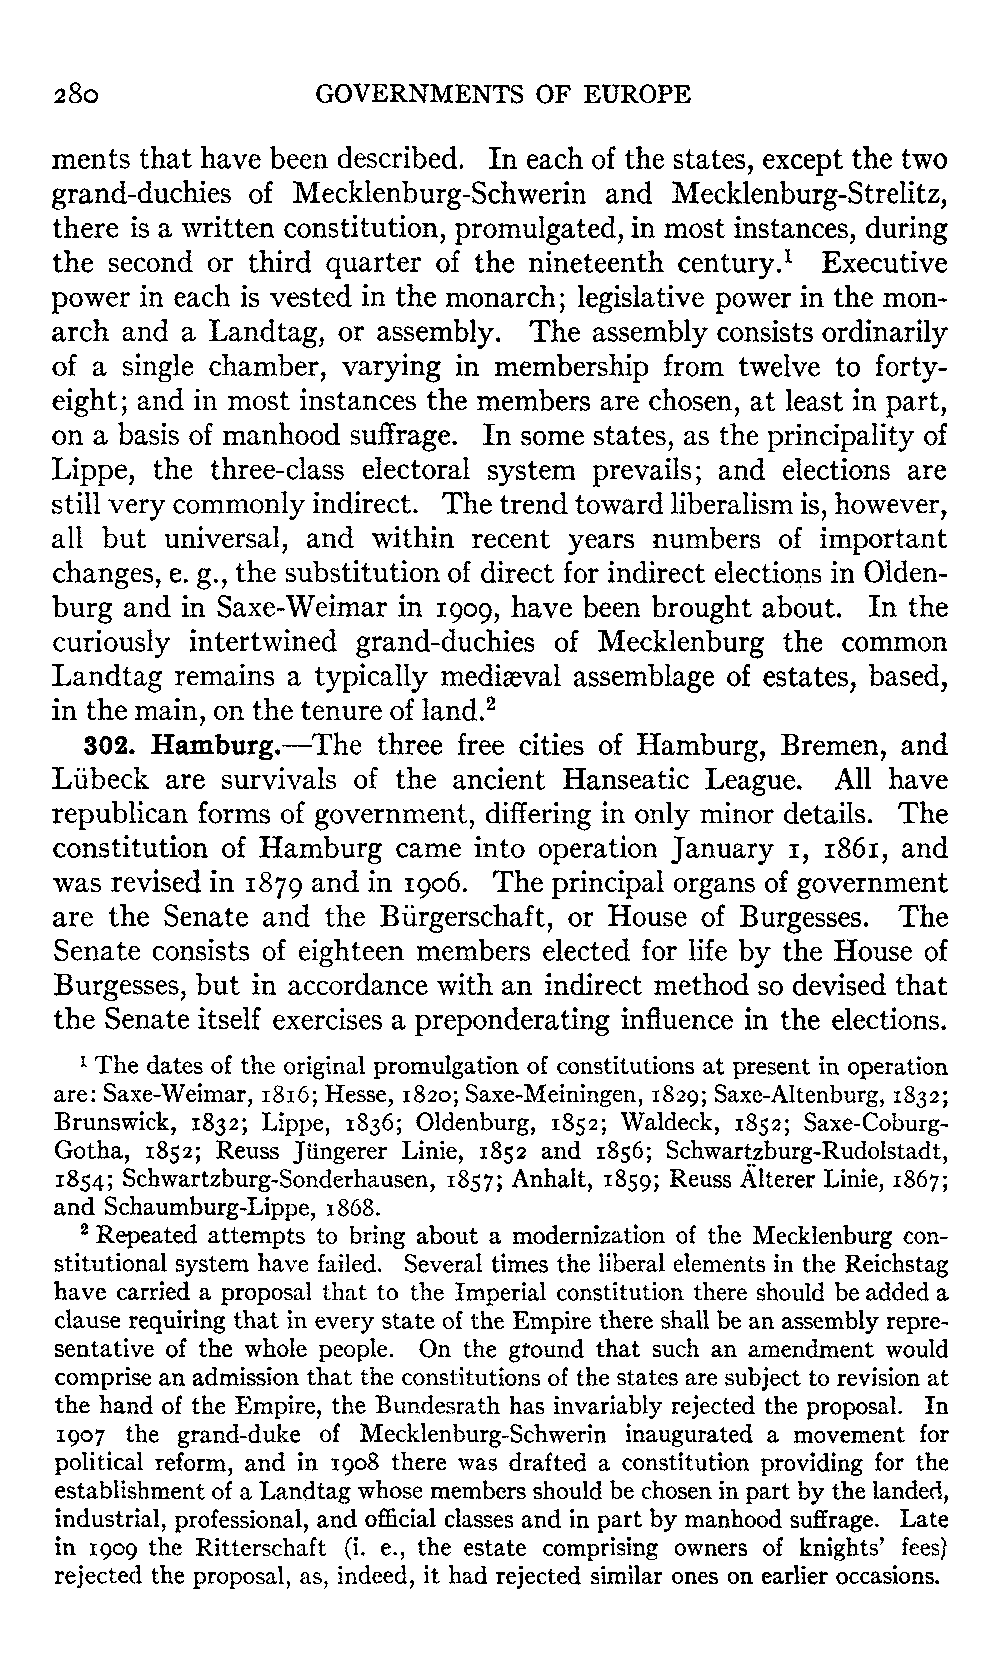 280 GOVERNMENTS OF EUROPE
ments that have been described. In each of the states, except the two
grand-duchies of Mecklenburg-Schwerin and Mecklenburg-Strelitz,
there is a written constitution, promulgated, in most instances, during
the second or third quarter of the nineteenth century.¹ Executive
power in each is vested in the monarch; legislative power in the mon-
arch and a Landtag, or assembly. The assembly consists ordinarily
of a single chamber, varying in membership from twelve to forty-
eight; and in most instances the members are chosen, at least in part,
on a basis of manhood suffrage. In some states, as the principality of
Lippe, the three-class electoral system prevails; and elections are
still very commonly indirect. The trend toward liberalism is, however,
all but universal, and within recent years numbers of important
changes, e. g., the substitution of direct for indirect elections in Olden-
burg and in Saxe-Weimar in 1909, have been brought about. In the
curiously intertwined grand-duchies of Mecklenburg the common
Landtag remains a typically mediæval assemblage of estates, based,
in the main, on the tenure of land.²
302. Hamburg.—The three free cities of Hamburg, Bremen, and
Lübeck are survivals of the ancient Hanseatic League. All have
republican forms of government, differing in only minor details. The
constitution of Hamburg came into operation January 1, 1861, and
was revised in 1879 and in 1906. The principal organs of government
are the Senate and the Bürgerschaft, or House of Burgesses. The
Senate consists of eighteen members elected for life by the House of
Burgesses, but in accordance with an indirect method so devised that
the Senate itself exercises a preponderating influence in the elections.
¹ The dates of the original promulgation of constitutions at present in operation
are: Saxe-Weimar, 1816; Hesse, 1820; Saxe-Meiningen, 1829; Saxe-Altenburg, 1832;
Brunswick, 1832; Lippe, 1836; Oldenburg, 1852; Waldeck, 1852; Saxe-Coburg-
Gotha, 1852; Reuss Jüngerer Linie, 1852 and 1856; Schwartzburg-Rudolstadt,
1854; Schwartzburg-Sonderhausen, 1857; Anhalt, 1859; Reuss Älterer Linie, 1867;
and Schaumburg-Lippe, 1868.
² Repeated attempts to bring about a modernization of the Mecklenburg con-
stitutional system have failed. Several times the liberal elements in the Reichstag
have carried a proposal that to the Imperial constitution there should be added a
clause requiring that in every state of the Empire there shall be an assembly repre-
sentative of the whole people. On the ground that such an amendment would
comprise an admission that the constitutions of the states are subject to revision at
the hand of the Empire, the Bundesrath has invariably rejected the proposal. In
1907 the grand-duke of Mecklenburg-Schwerin inaugurated a movement for
political reform, and in 1908 there was drafted a constitution providing for the
establishment of a Landtag whose members should be chosen in part by the landed,
industrial, professional, and official classes and in part by manhood suffrage. Late
in 1909 the Ritterschaft (i. e., the estate comprising owners of knights' fees)
rejected the proposal, as, indeed, it had rejected similar ones on earlier occasions.